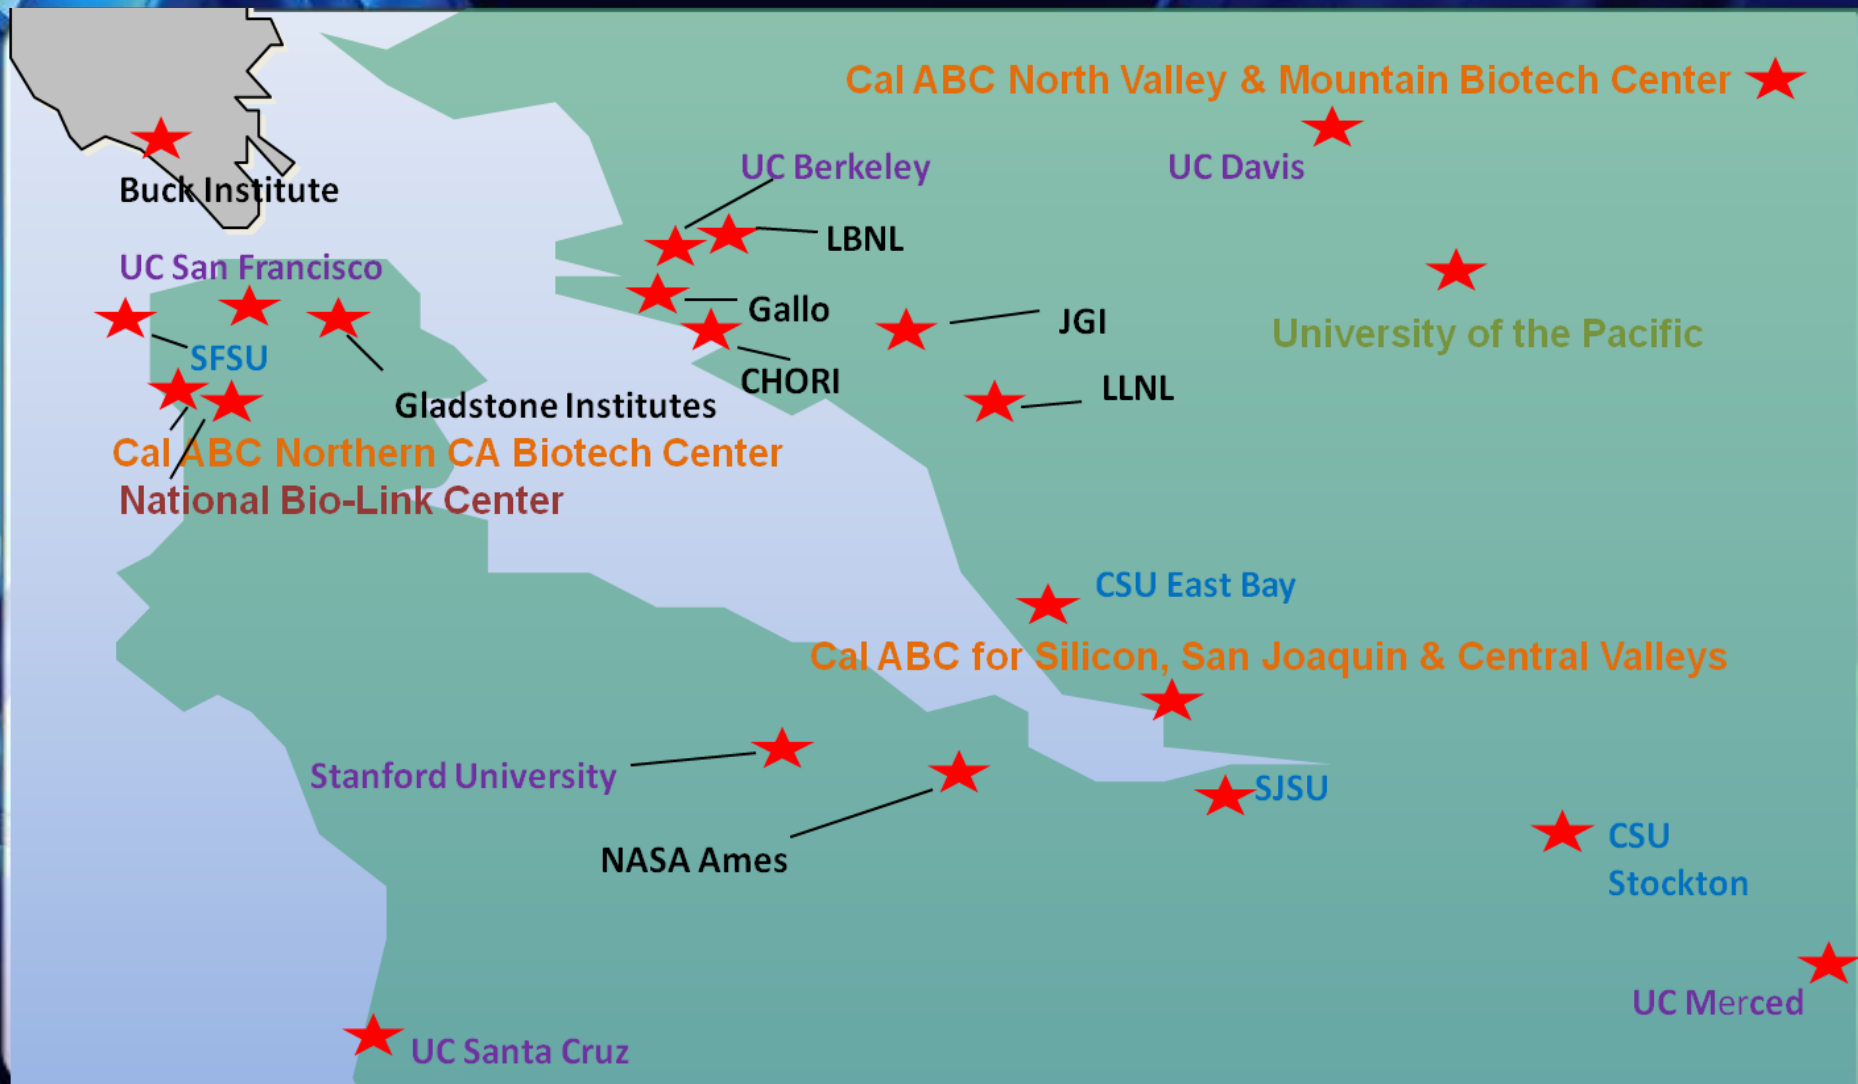 Cal ABC North Valley & Mountain Biotech Center
UC Berkeley
UC Davis
Buck Institute
LBNL
UC San Francisco
Gallo
JGI
University of the Pacific
SFSU
CHORI
LLNL
Gladstone Institutes
Cal ABC Northern CA Biotech Center
National Bio-Link Center
CSU East Bay
Cal ABC for Silicon, San Joaquin & Central Valleys
Stanford University
SJSU
NASA Ames
CSU
Stockton
UC Merced
UC Santa Cruz